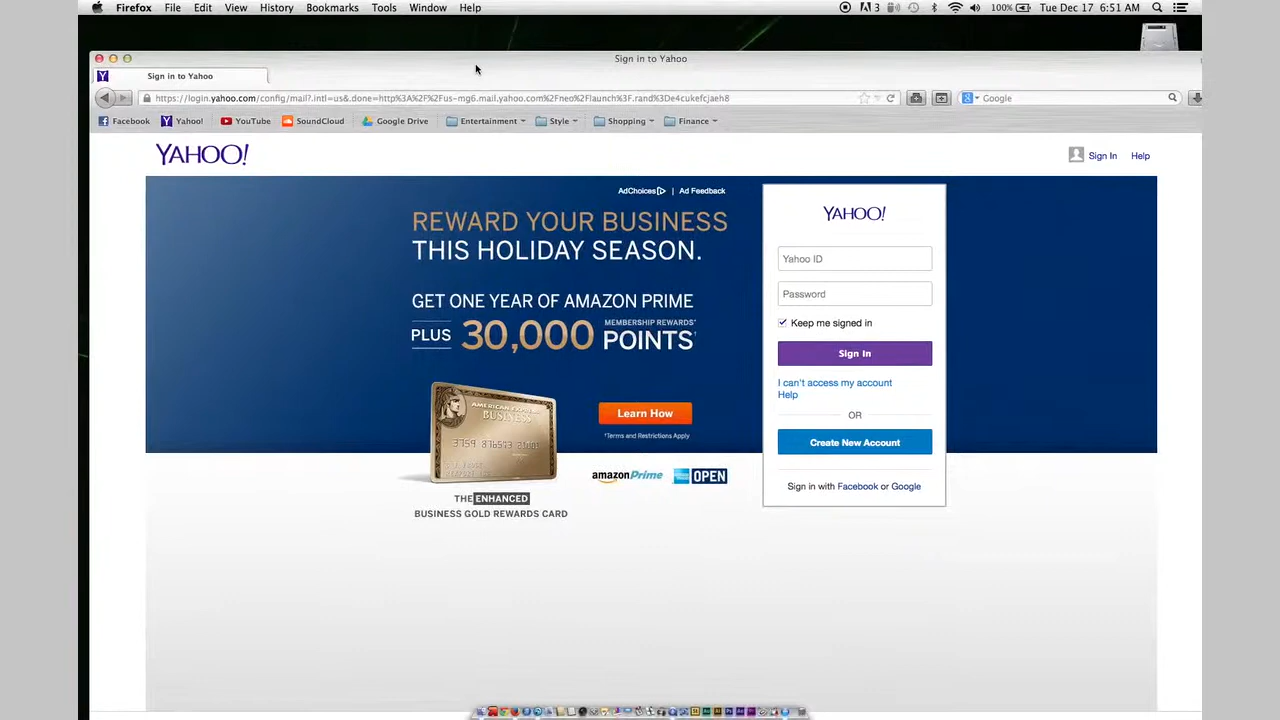 Firefox File Edit View History Bookmarks Tools Window Help
3 100% Tue Dec 17 6:51 AM
Sign in to Yahoo
Sign in to Yahoo
https://login.yahoo.com/config/mail?.intl=us&.done=http%3A%2F%2Fus-mg6.mail.yahoo.com%2Fneo%2Flaunch%3F.rand%3De4cukefcjaeh8
Google
Facebook Yahoo! YouTube SoundCloud Google Drive Entertainment Style Shopping Finance
YAHOO!
Sign In Help
AdChoices | Ad Feedback
REWARD YOUR BUSINESS
THIS HOLIDAY SEASON.
GET ONE YEAR OF AMAZON PRIME
PLUS 30,000 MEMBERSHIP REWARDS® POINTS†
AMERICAN EXPRESS
BUSINESS
Learn How
†Terms and Restrictions Apply
amazonPrime OPEN
THE ENHANCED
BUSINESS GOLD REWARDS CARD
YAHOO!
Yahoo ID
Password
Keep me signed in
Sign In
I can't access my account
Help
OR
Create New Account
Sign in with Facebook or Google